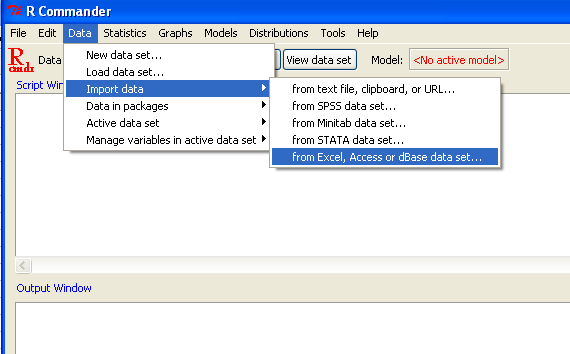 R Commander
File Edit Data Statistics Graphs Models Distributions Tools Help
R cmdr Data View data set Model: <No active model>
New data set...
Load data set...
Import data
Data in packages
Active data set
Manage variables in active data set
from text file, clipboard, or URL...
from SPSS data set...
from Minitab data set...
from STATA data set...
from Excel, Access or dBase data set...
Script Win
Output Window